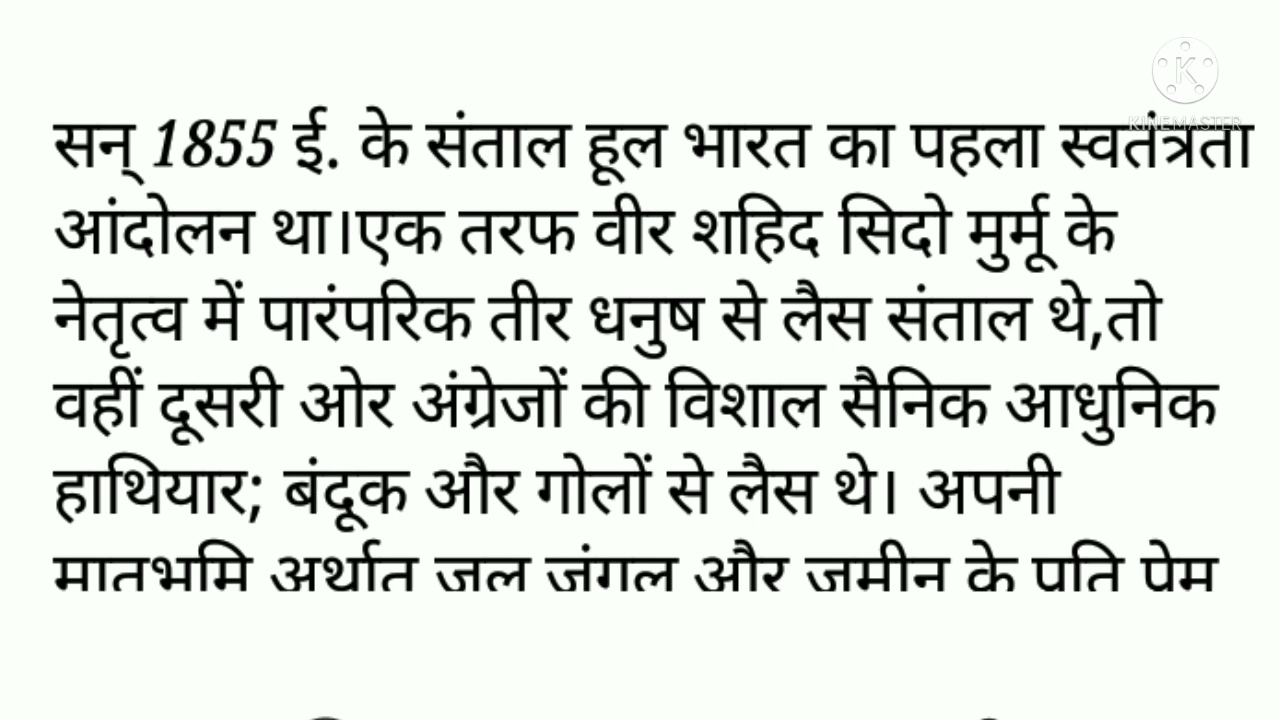 KINEMASTER
सन् 1855 ई. के संताल हूल भारत का पहला स्वतंत्रता
आंदोलन था।एक तरफ वीर शहिद सिदो मुर्मू के
नेतृत्व में पारंपरिक तीर धनुष से लैस संताल थे,तो
वहीं दूसरी ओर अंग्रेजों की विशाल सैनिक आधुनिक
हाथियार; बंदूक और गोलों से लैस थे। अपनी
मातृभूमि अर्थात जल जंगल और जमीन के प्रति प्रेम